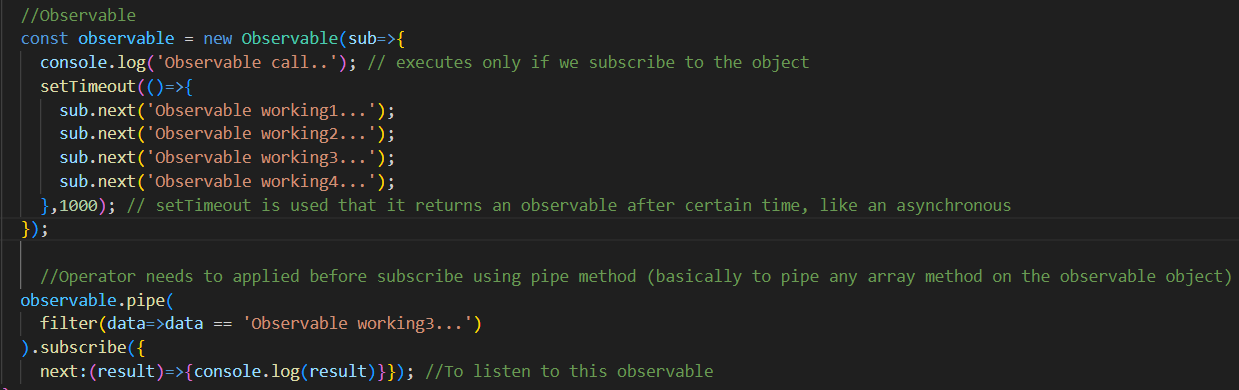 //Observable
const observable = new Observable(sub=>{
console.log('Observable call..'); // executes only if we subscribe to the object
setTimeout(()=>{
sub.next('Observable working1...');
sub.next('Observable working2...');
sub.next('Observable working3...');
sub.next('Observable working4...');
},1000); // setTimeout is used that it returns an observable after certain time, like an asynchronous
});
//Operator needs to applied before subscribe using pipe method (basically to pipe any array method on the observable object)
observable.pipe(
filter(data=>data == 'Observable working3...')
).subscribe({
next:(result)=>{console.log(result)}}); //To listen to this observable